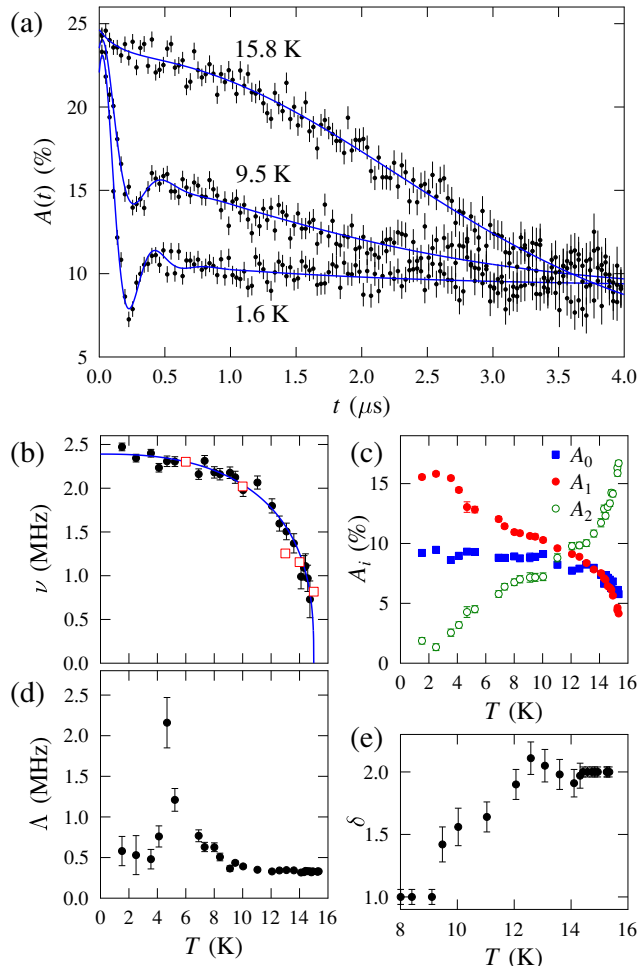 (a)
25
20
15
10
5
A(t) (%)
15.8 K
9.5 K
1.6 K
0.0 0.5 1.0 1.5 2.0 2.5 3.0 3.5 4.0
t (μs)
(b)
2.5
2.0
1.5
1.0
0.5
0.0
ν (MHz)
(c)
15
10
5
0
A_i (%)
A_0
A_1
A_2
0 2 4 6 8 10 12 14 16
T (K)
(d)
2.5
2.0
1.5
1.0
0.5
0.0
Λ (MHz)
0 2 4 6 8 10 12 14 16
T (K)
(e)
2.0
1.5
1.0
δ
8 10 12 14 16
T (K)